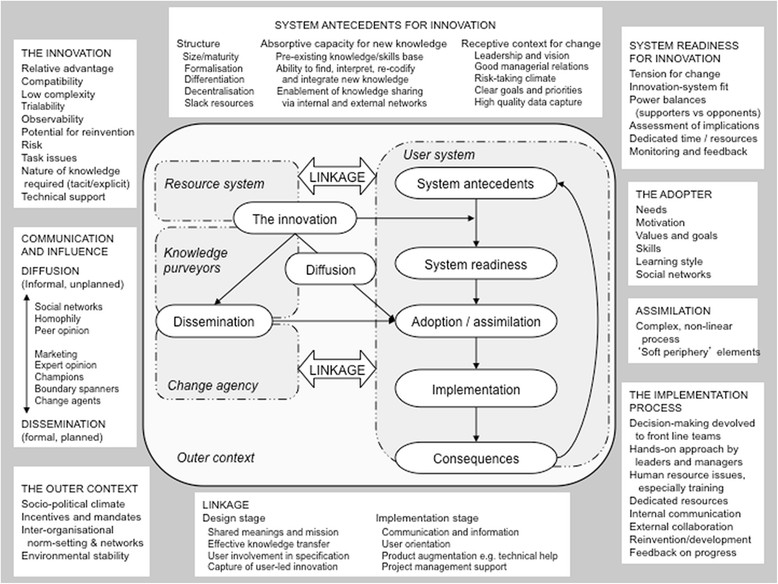 SYSTEM ANTECEDENTS FOR INNOVATION
Structure
Size/maturity
Formalisation
Differentiation
Decentralisation
Slack resources
Absorptive capacity for new knowledge
Pre-existing knowledge/skills base
Ability to find, interpret, re-codify
and integrate new knowledge
Enablement of knowledge sharing
via internal and external networks
Receptive context for change
Leadership and vision
Good managerial relations
Risk-taking climate
Clear goals and priorities
High quality data capture
THE INNOVATION
Relative advantage
Compatibility
Low complexity
Trialability
Observability
Potential for reinvention
Risk
Task issues
Nature of knowledge
required (tacit/explicit)
Technical support
COMMUNICATION
AND INFLUENCE
DIFFUSION
(Informal, unplanned)
Social networks
Homophily
Peer opinion
Marketing
Expert opinion
Champions
Boundary spanners
Change agents
DISSEMINATION
(formal, planned)
THE OUTER CONTEXT
Socio-political climate
Incentives and mandates
Inter-organisational
norm-setting & networks
Environmental stability
Resource system
LINKAGE
User system
System antecedents
The innovation
Knowledge
purveyors
Diffusion
System readiness
Dissemination
Adoption / assimilation
Change agency
LINKAGE
Implementation
Outer context
Consequences
LINKAGE
Design stage
Shared meanings and mission
Effective knowledge transfer
User involvement in specification
Capture of user-led innovation
Implementation stage
Communication and information
User orientation
Product augmentation e.g. technical help
Project management support
SYSTEM READINESS
FOR INNOVATION
Tension for change
Innovation-system fit
Power balances
(supporters vs opponents)
Assessment of implications
Dedicated time / resources
Monitoring and feedback
THE ADOPTER
Needs
Motivation
Values and goals
Skills
Learning style
Social networks
ASSIMILATION
Complex, non-linear
process
'Soft periphery' elements
THE IMPLEMENTATION
PROCESS
Decision-making devolved
to front line teams
Hands-on approach by
leaders and managers
Human resource issues,
especially training
Dedicated resources
Internal communication
External collaboration
Reinvention/development
Feedback on progress